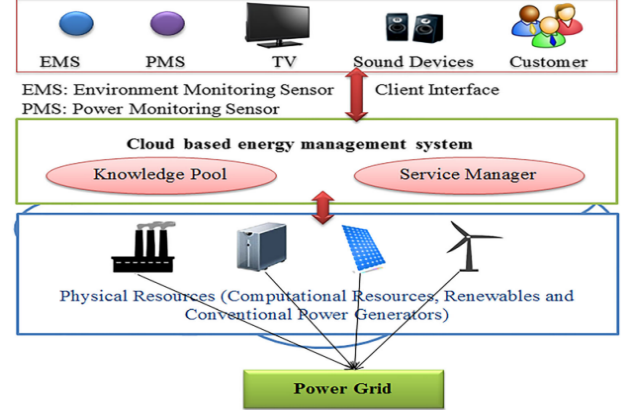 EMS
PMS
TV
Sound Devices
Customer
EMS: Environment Monitoring Sensor
Client Interface
PMS: Power Monitoring Sensor
Cloud based energy management system
Knowledge Pool
Service Manager
Physical Resources (Computational Resources, Renewables and
Conventional Power Generators)
Power Grid